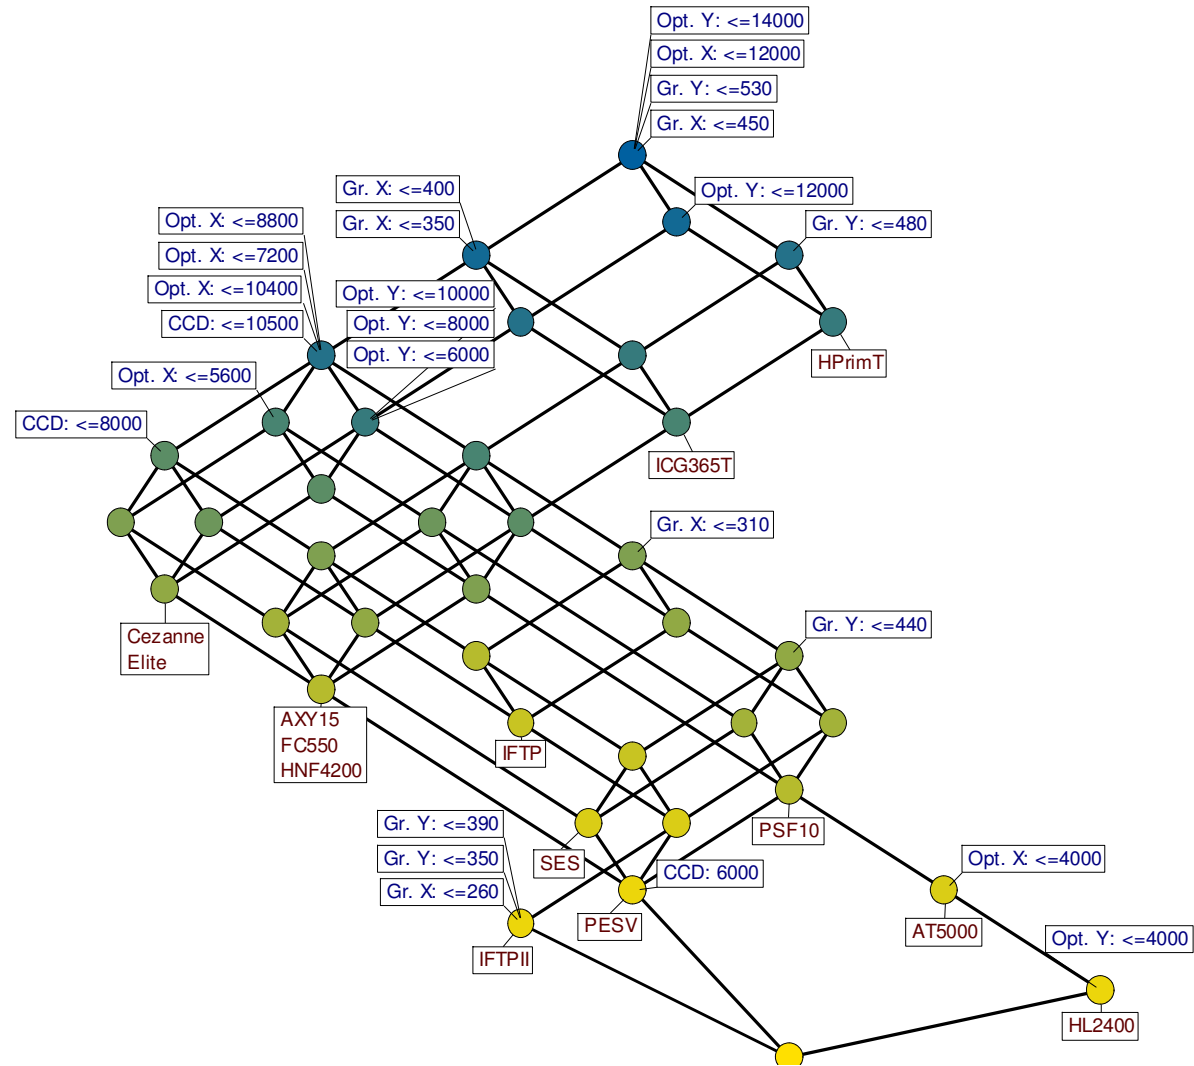 Opt. Y: <=14000
Opt. X: <=12000
Gr. Y: <=530
Gr. X: <=450
Gr. X: <=400
Opt. Y: <=12000
Opt. X: <=8800
Gr. X: <=350
Gr. Y: <=480
Opt. X: <=7200
Opt. X: <=10400
Opt. Y: <=10000
CCD: <=10500
Opt. Y: <=8000
Opt. Y: <=6000
HPrimT
Opt. X: <=5600
CCD: <=8000
ICG365T
Gr. X: <=310
Cezanne
Elite
Gr. Y: <=440
AXY15
FC550
HNF4200
IFTP
Gr. Y: <=390
PSF10
Gr. Y: <=350
SES
Opt. X: <=4000
CCD: 6000
Gr. X: <=260
PESV
AT5000
Opt. Y: <=4000
IFTPII
HL2400